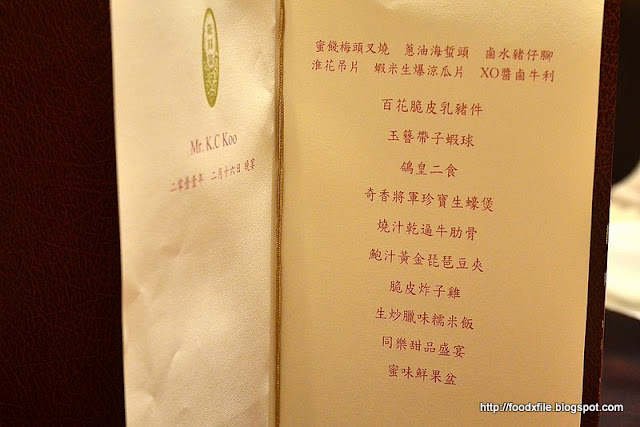 Mr. K.C Koo
二零壹壹年 二月十六日 晚宴
蜜餞梅頭叉燒 蔥油海蜇頭 鹵水豬仔腳
淮花吊片 蝦米生爆涼瓜片 XO醬鹵牛利
百花脆皮乳豬件
玉簪帶子蝦球
鴿皇二食
奇香將軍珍寶生蠔煲
燒汁乾逼牛肋骨
鮑汁黃金琵琶豆夾
脆皮炸子雞
生炒臘味糯米飯
同樂甜品盛宴
蜜味鮮果盆
http://foodxfile.blogspot.com